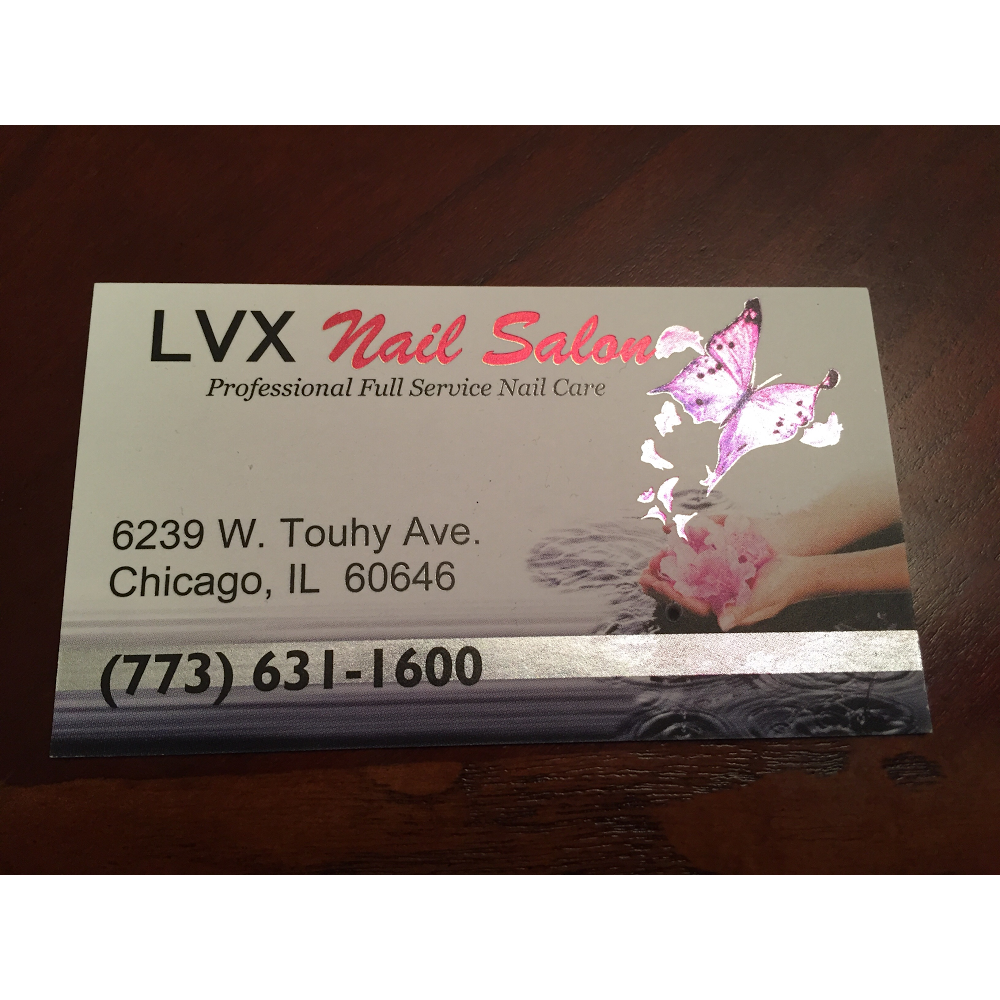 LVX Nail Salon
Professional Full Service Nail Care
6239 W. Touhy Ave.
Chicago, IL 60646
(773) 631-1600